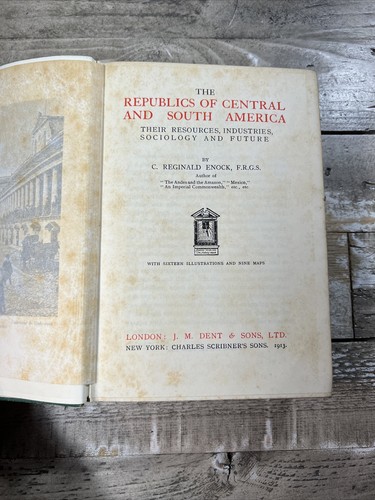 THE
REPUBLICS OF CENTRAL
AND SOUTH AMERICA
THEIR RESOURCES, INDUSTRIES,
SOCIOLOGY AND FUTURE
BY
C. REGINALD ENOCK, F.R.G.S.
Author of
"The Andes and the Amazon," "Mexico,"
"An Imperial Commonwealth," etc., etc.
WITH SIXTEEN ILLUSTRATIONS AND NINE MAPS
LONDON: J. M. DENT & SONS, LTD.
NEW YORK: CHARLES SCRIBNER'S SONS. 1913.